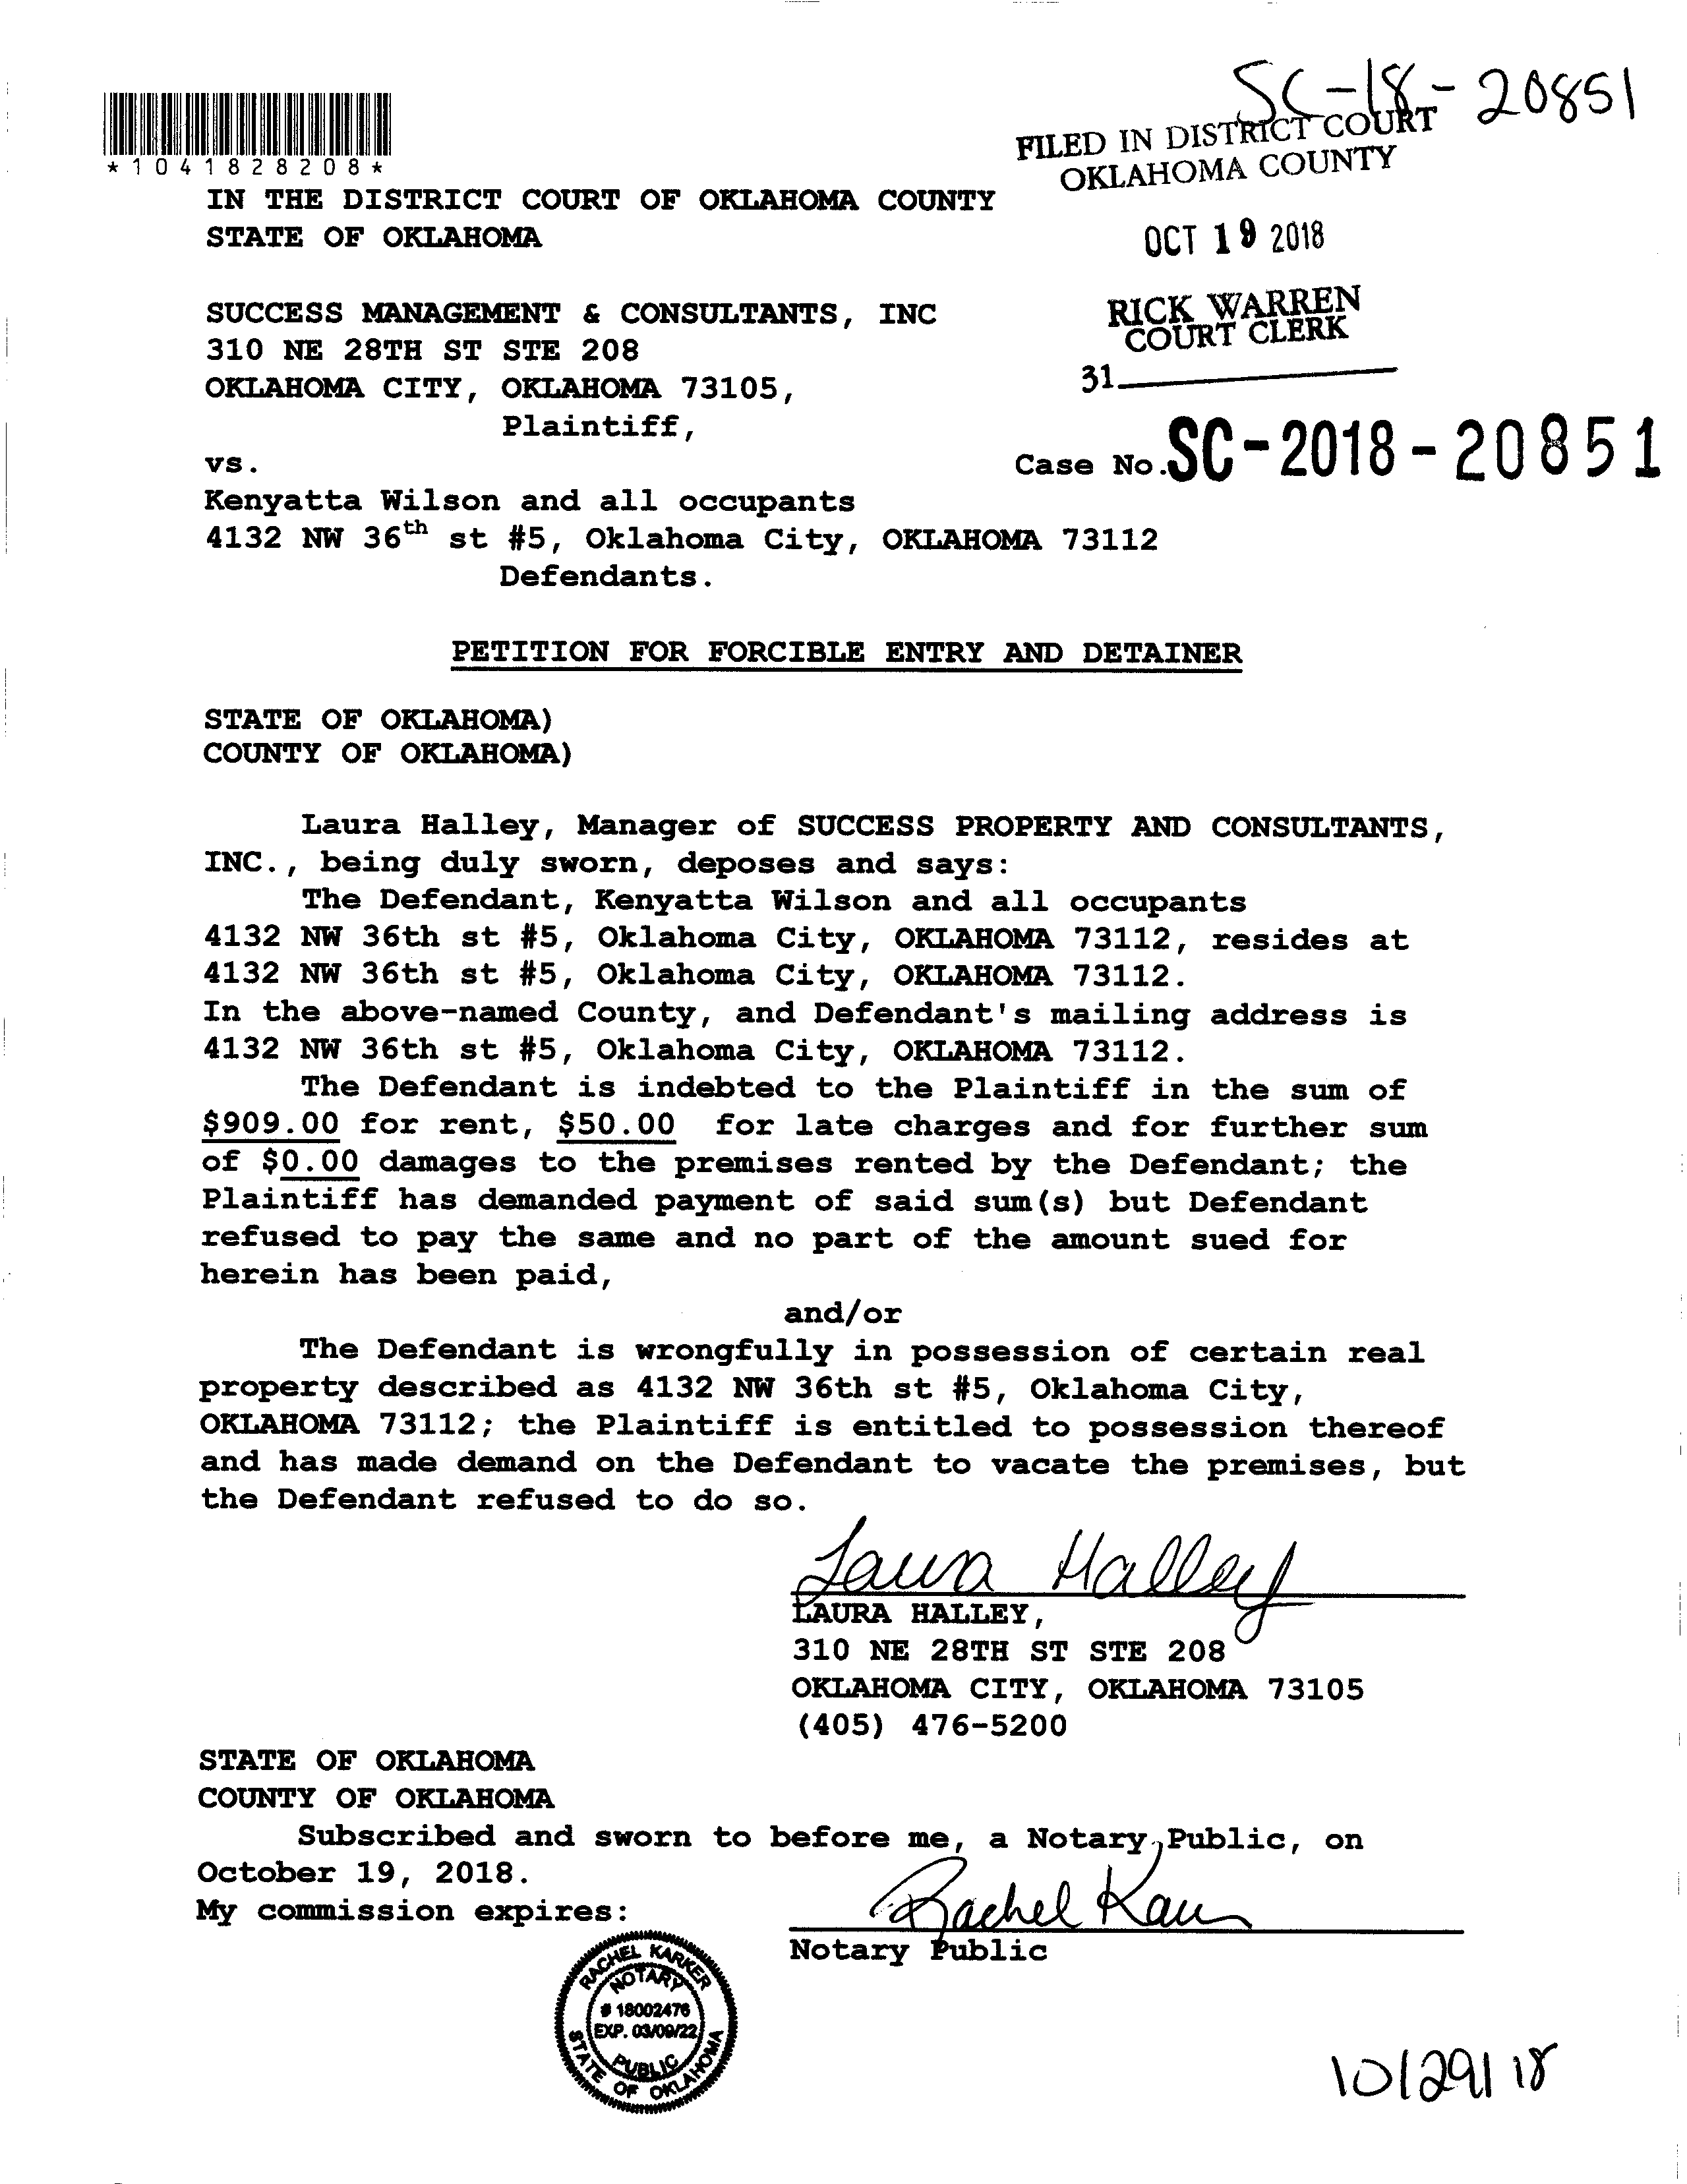 SC-18-20851
FILED IN DISTRICT COURT
OKLAHOMA COUNTY
*1041828208*
IN THE DISTRICT COURT OF OKLAHOMA COUNTY
STATE OF OKLAHOMA
OCT 19 2018
SUCCESS MANAGEMENT & CONSULTANTS, INC
RICK WARREN
COURT CLERK
310 NE 28TH ST STE 208
OKLAHOMA CITY, OKLAHOMA 73105,
31
Plaintiff,
vs.
Case No. SC-2018-20851
Kenyatta Wilson and all occupants
4132 NW 36th st #5, Oklahoma City, OKLAHOMA 73112
Defendants.
PETITION FOR FORCIBLE ENTRY AND DETAINER
STATE OF OKLAHOMA)
COUNTY OF OKLAHOMA)
Laura Halley, Manager of SUCCESS PROPERTY AND CONSULTANTS,
INC., being duly sworn, deposes and says:
The Defendant, Kenyatta Wilson and all occupants
4132 NW 36th st #5, Oklahoma City, OKLAHOMA 73112, resides at
4132 NW 36th st #5, Oklahoma City, OKLAHOMA 73112.
In the above-named County, and Defendant's mailing address is
4132 NW 36th st #5, Oklahoma City, OKLAHOMA 73112.
The Defendant is indebted to the Plaintiff in the sum of
$909.00 for rent, $50.00 for late charges and for further sum
of $0.00 damages to the premises rented by the Defendant; the
Plaintiff has demanded payment of said sum(s) but Defendant
refused to pay the same and no part of the amount sued for
herein has been paid,
and/or
The Defendant is wrongfully in possession of certain real
property described as 4132 NW 36th st #5, Oklahoma City,
OKLAHOMA 73112; the Plaintiff is entitled to possession thereof
and has made demand on the Defendant to vacate the premises, but
the Defendant refused to do so.
Laura Halley
LAURA HALLEY,
310 NE 28TH ST STE 208
OKLAHOMA CITY, OKLAHOMA 73105
(405) 476-5200
STATE OF OKLAHOMA
COUNTY OF OKLAHOMA
Subscribed and sworn to before me, a Notary Public, on
October 19, 2018.
My commission expires:
Rachel Kar
Notary Public
RACHEL KARKER
NOTARY
# 18002476
EXP. 03/09/22
PUBLIC
STATE OF OKLAHOMA
10/29/18